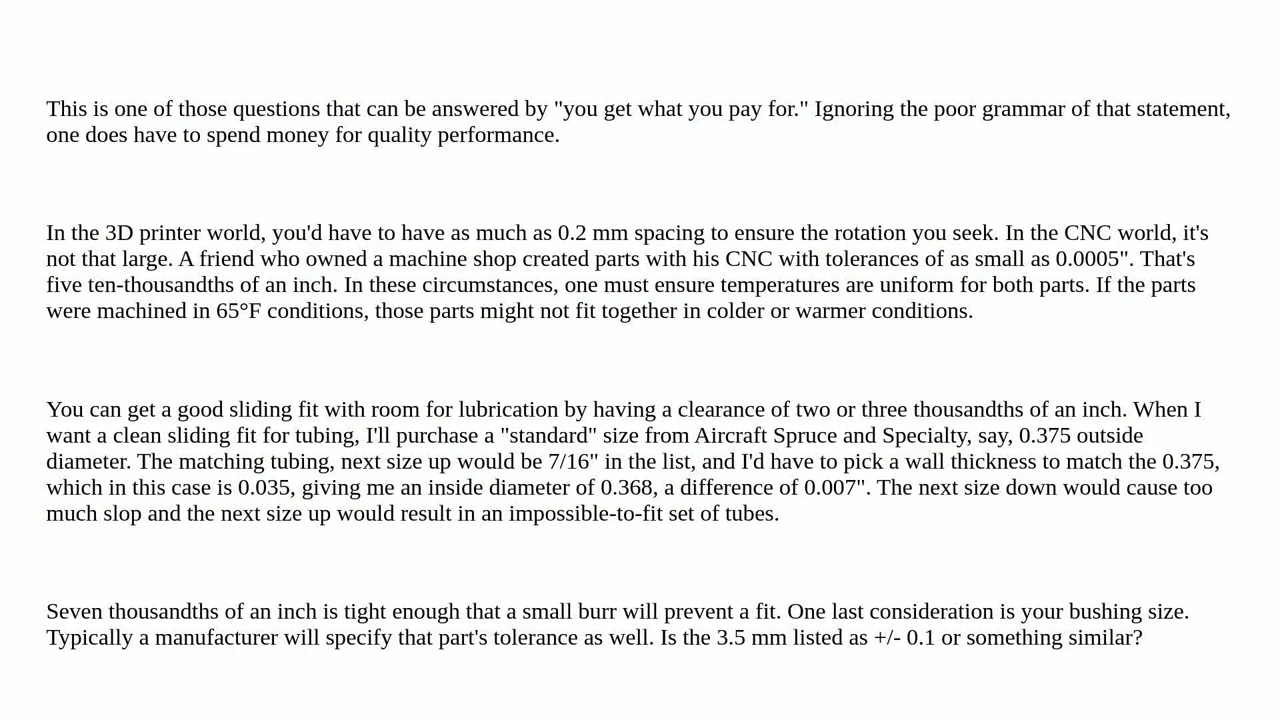 This is one of those questions that can be answered by "you get what you pay for." Ignoring the poor grammar of that statement,
one does have to spend money for quality performance.
In the 3D printer world, you'd have to have as much as 0.2 mm spacing to ensure the rotation you seek. In the CNC world, it's
not that large. A friend who owned a machine shop created parts with his CNC with tolerances of as small as 0.0005". That's
five ten-thousandths of an inch. In these circumstances, one must ensure temperatures are uniform for both parts. If the parts
were machined in 65°F conditions, those parts might not fit together in colder or warmer conditions.
You can get a good sliding fit with room for lubrication by having a clearance of two or three thousandths of an inch. When I
want a clean sliding fit for tubing, I'll purchase a "standard" size from Aircraft Spruce and Specialty, say, 0.375 outside
diameter. The matching tubing, next size up would be 7/16" in the list, and I'd have to pick a wall thickness to match the 0.375,
which in this case is 0.035, giving me an inside diameter of 0.368, a difference of 0.007". The next size down would cause too
much slop and the next size up would result in an impossible-to-fit set of tubes.
Seven thousandths of an inch is tight enough that a small burr will prevent a fit. One last consideration is your bushing size.
Typically a manufacturer will specify that part's tolerance as well. Is the 3.5 mm listed as +/- 0.1 or something similar?